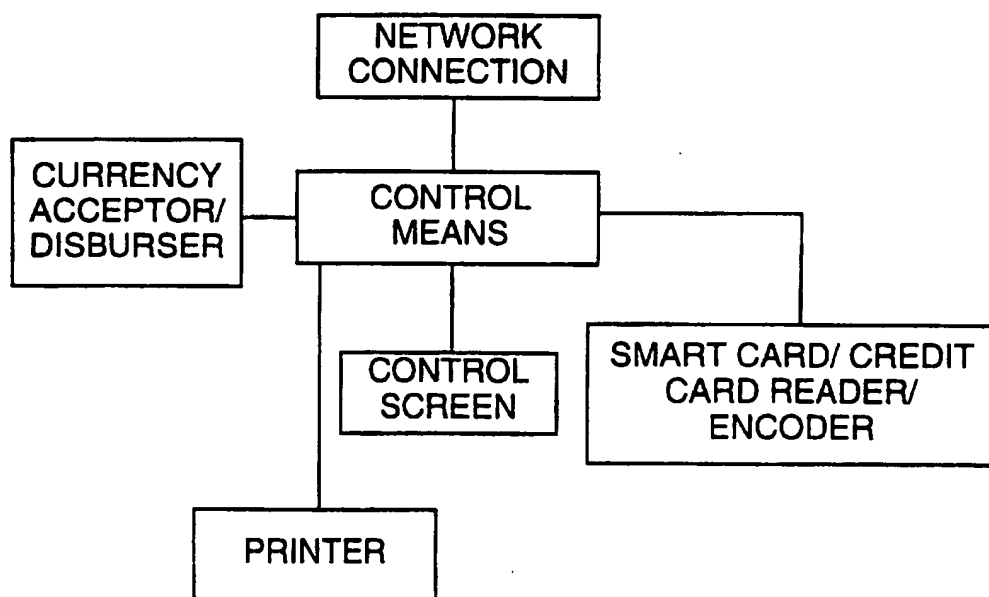 NETWORK
CONNECTION
CURRENCY
ACCEPTOR/
DISBURSER
CONTROL
MEANS
CONTROL
SCREEN
SMART CARD/ CREDIT
CARD READER/
ENCODER
PRINTER